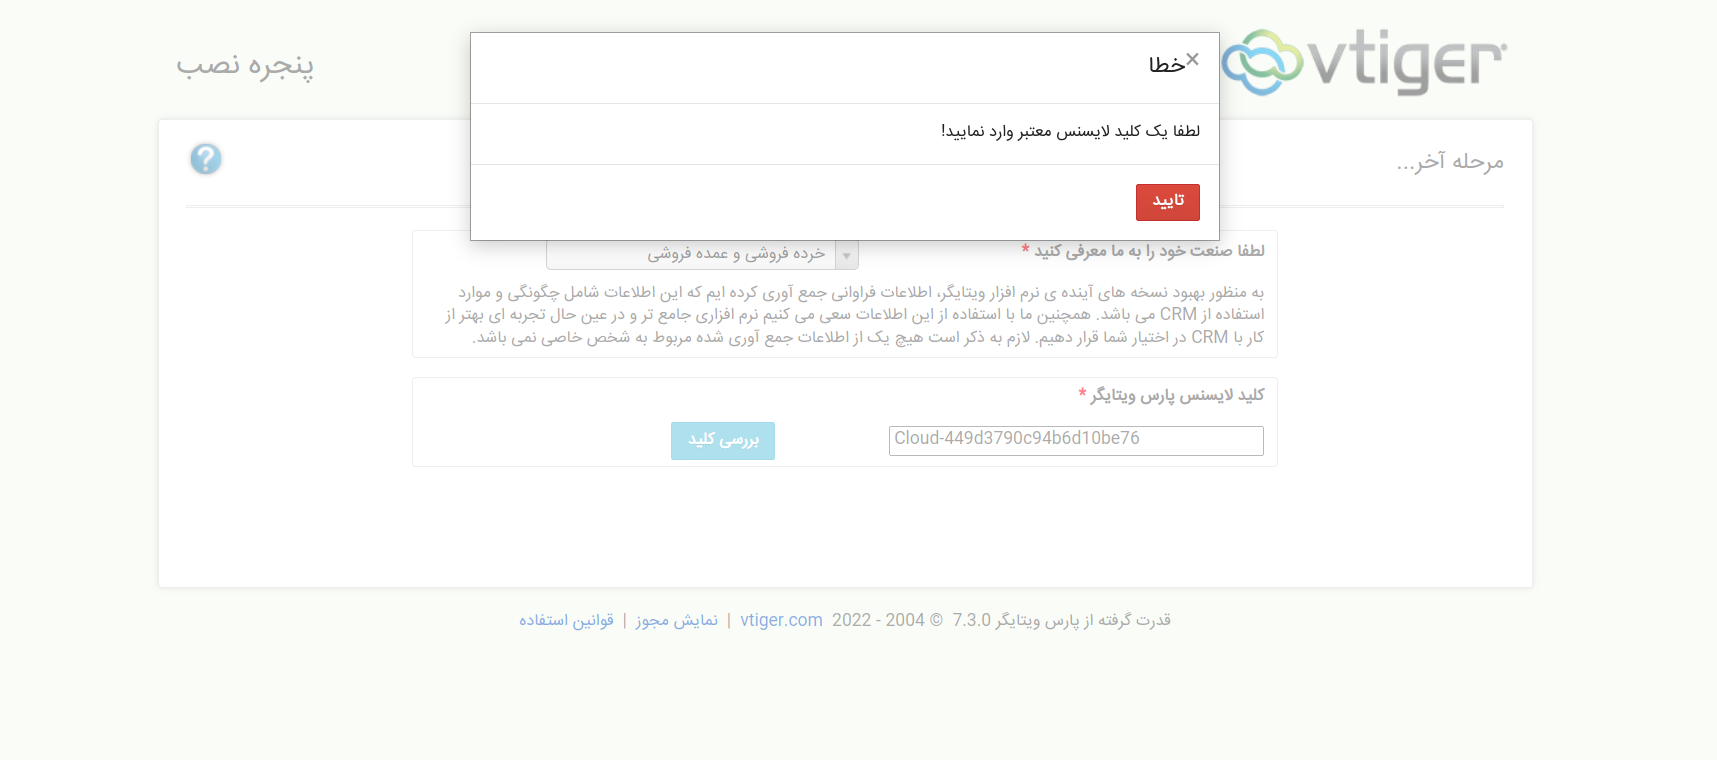 vtiger
پنجره نصب
خطا
×
لطفا یک کلید لایسنس معتبر وارد نمایید!
تایید
مرحله آخر...
?
لطفا صنعت خود را به ما معرفی کنید *
خرده فروشی و عمده فروشی
به منظور بهبود نسخه های آینده ی نرم افزار ویتایگر، اطلاعات فراوانی جمع آوری کرده ایم که این اطلاعات شامل چگونگی و موارد
استفاده از CRM می باشد. همچنین ما با استفاده از این اطلاعات سعی می کنیم نرم افزاری جامع تر و در عین حال تجربه ای بهتر از
کار با CRM در اختیار شما قرار دهیم. لازم به ذکر است هیچ یک از اطلاعات جمع آوری شده مربوط به شخص خاصی نمی باشد.
کلید لایسنس پارس ویتایگر *
Cloud-449d3790c94b6d10be76
بررسی کلید
قدرت گرفته از پارس ویتایگر 7.3.0 © 2004 - 2022 vtiger.com | نمایش مجوز | قوانین استفاده